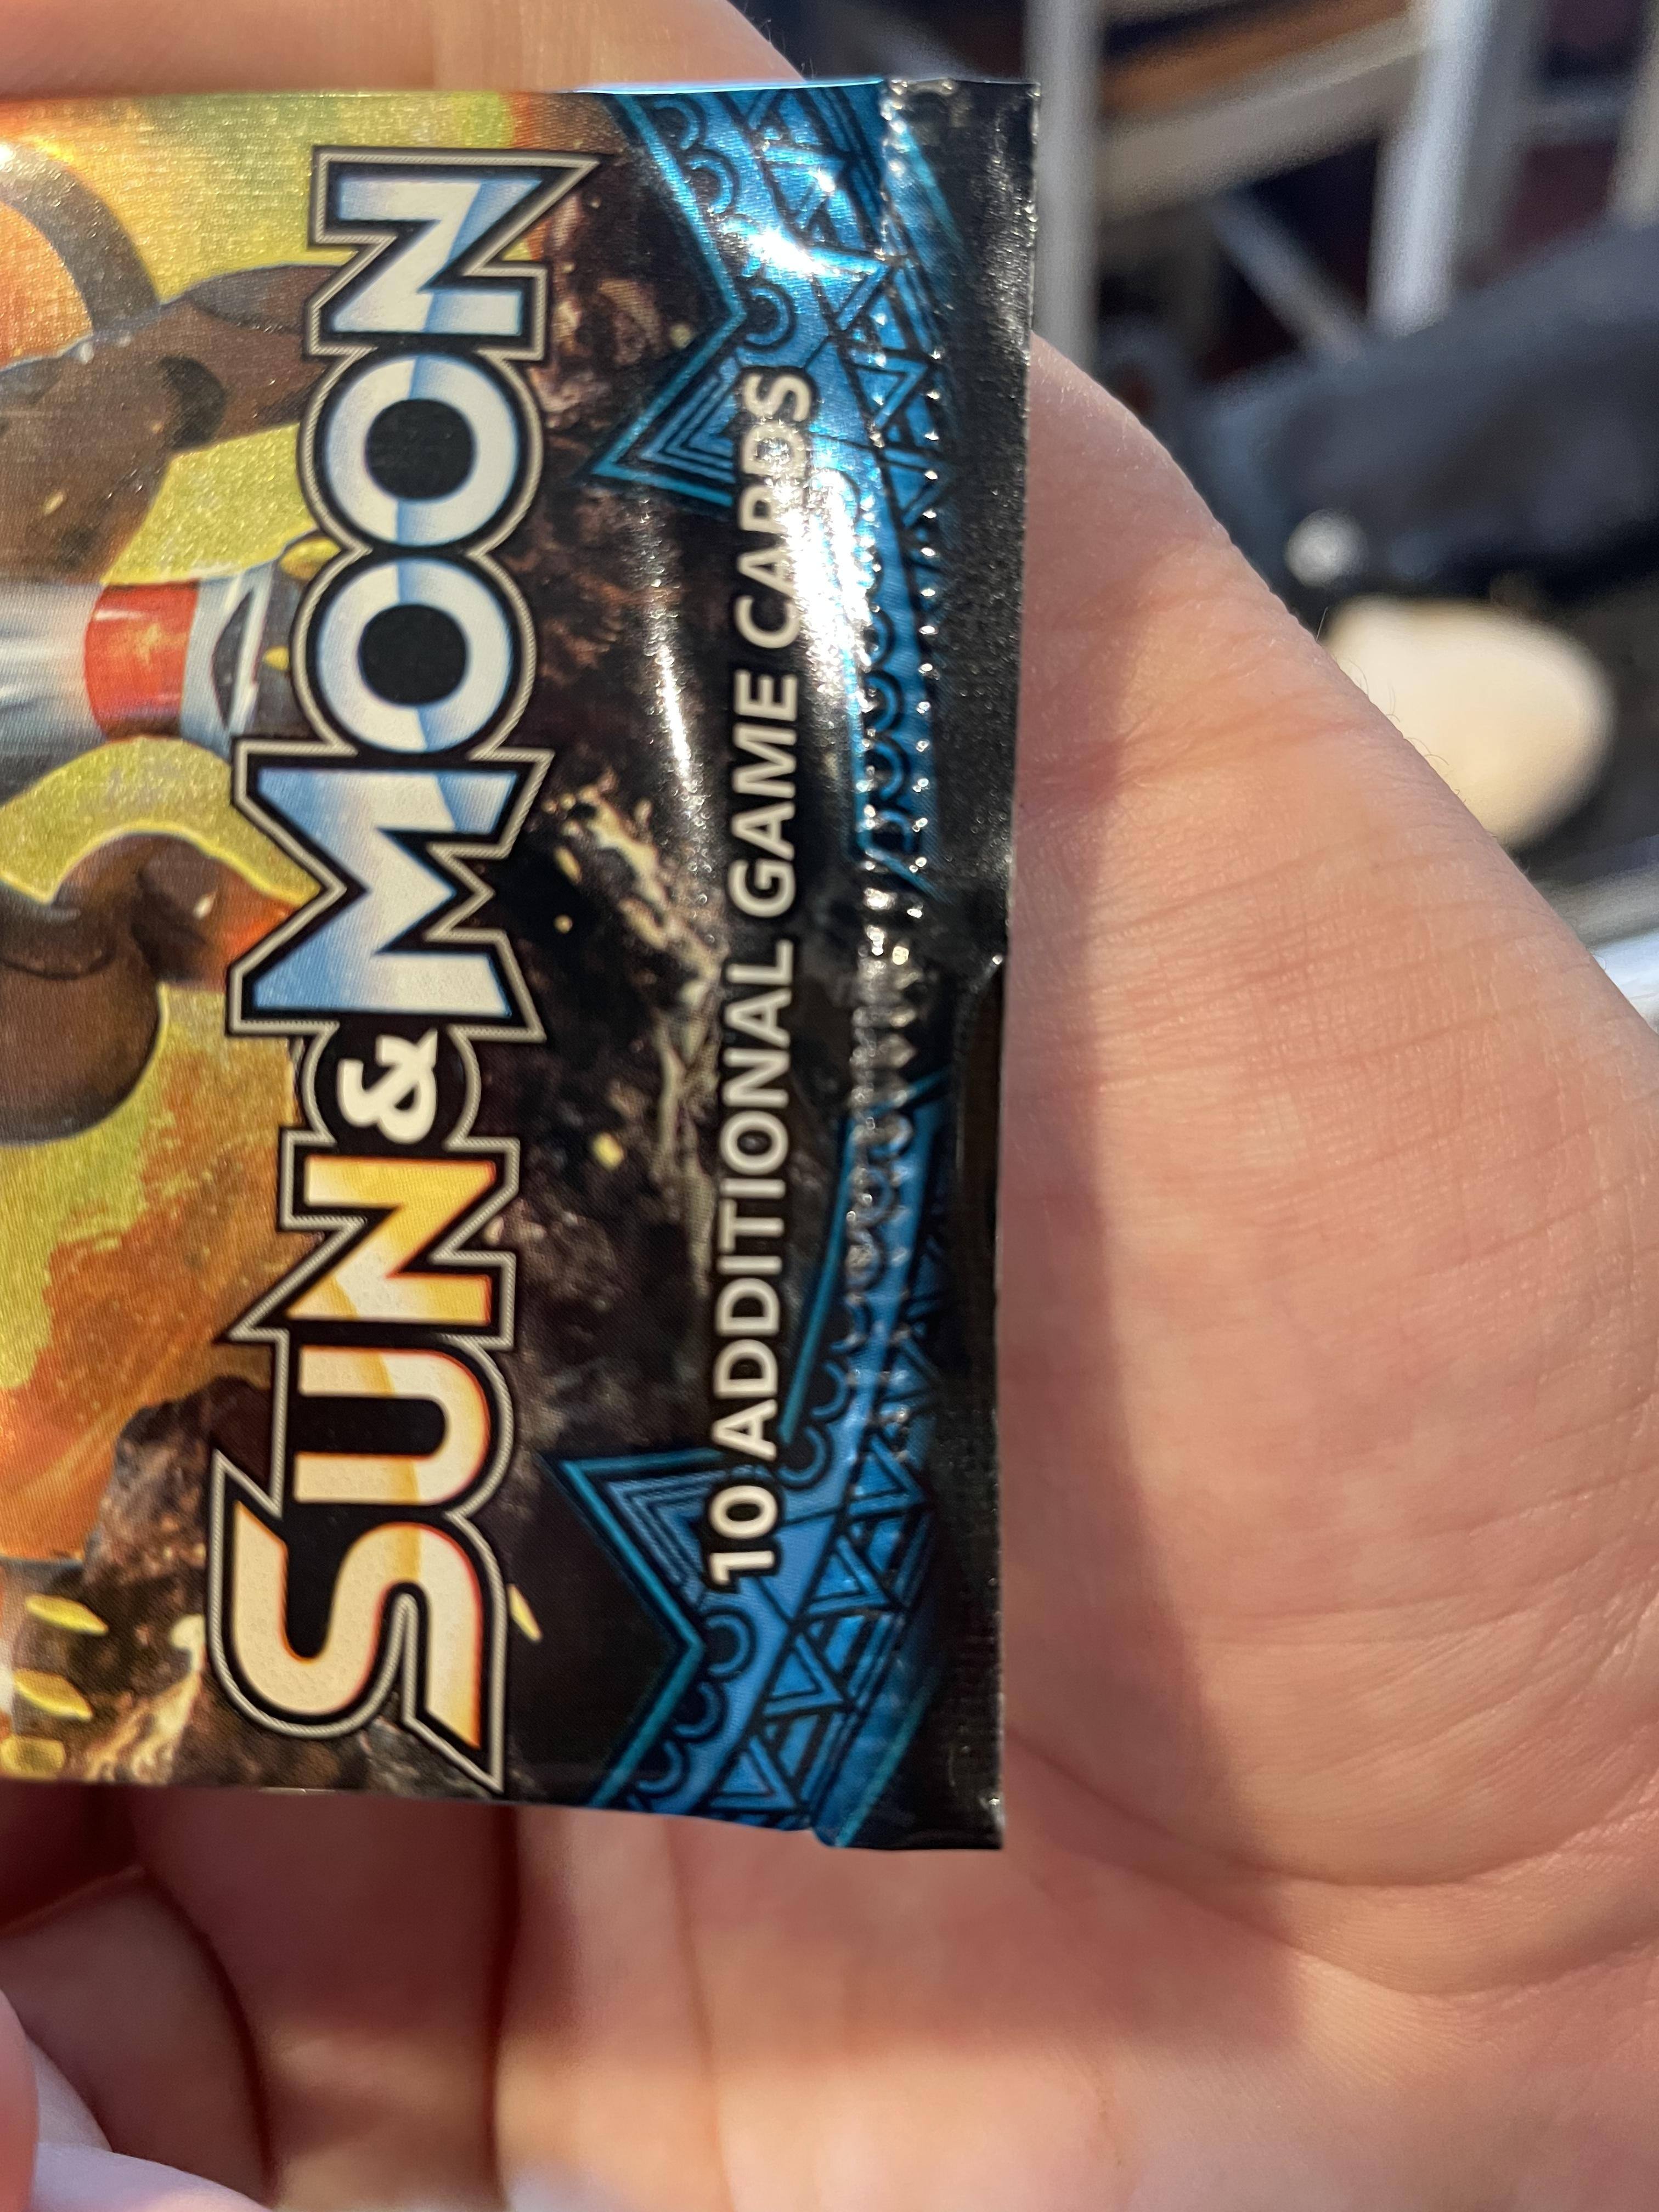 SUN & MOON
10 ADDITIONAL GAME CARDS